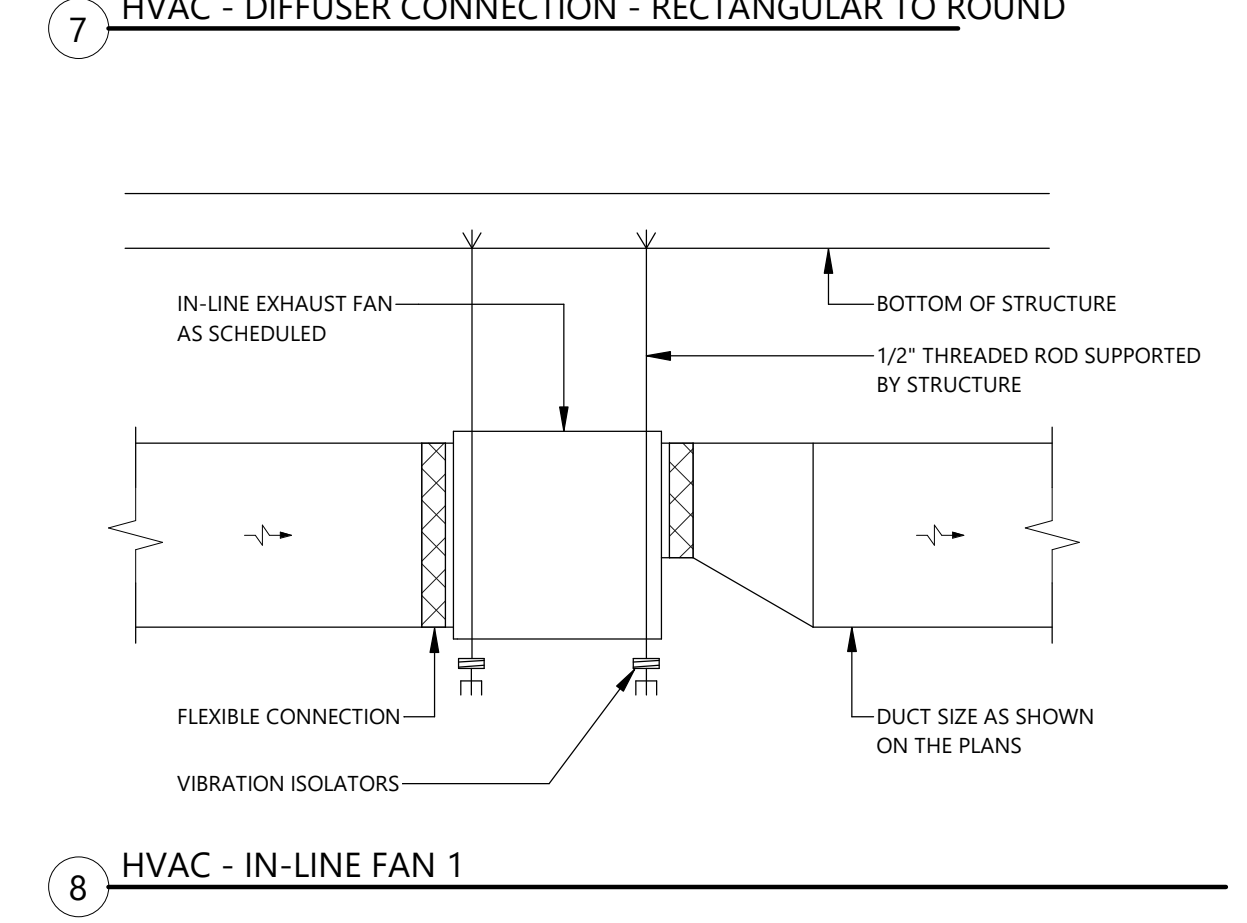 7
HVAC - DIFFUSER CONNECTION - RECTANGULAR TO ROUND
IN-LINE EXHAUST FAN
AS SCHEDULED
BOTTOM OF STRUCTURE
1/2" THREADED ROD SUPPORTED
BY STRUCTURE
FLEXIBLE CONNECTION
VIBRATION ISOLATORS
DUCT SIZE AS SHOWN
ON THE PLANS
8
HVAC - IN-LINE FAN 1